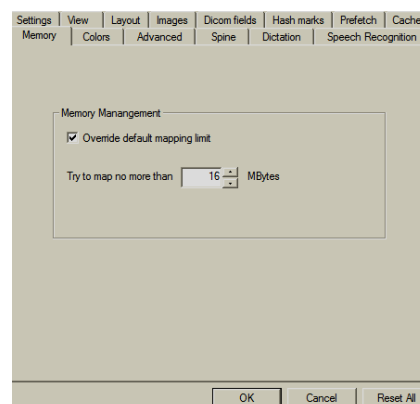 Settings View Layout Images Dicom fields Hash marks Prefetch Cache
Memory Colors Advanced Spine Dictation Speech Recognition
Memory Manangement
Override default mapping limit
Try to map no more than 16 MBytes
OK Cancel Reset All